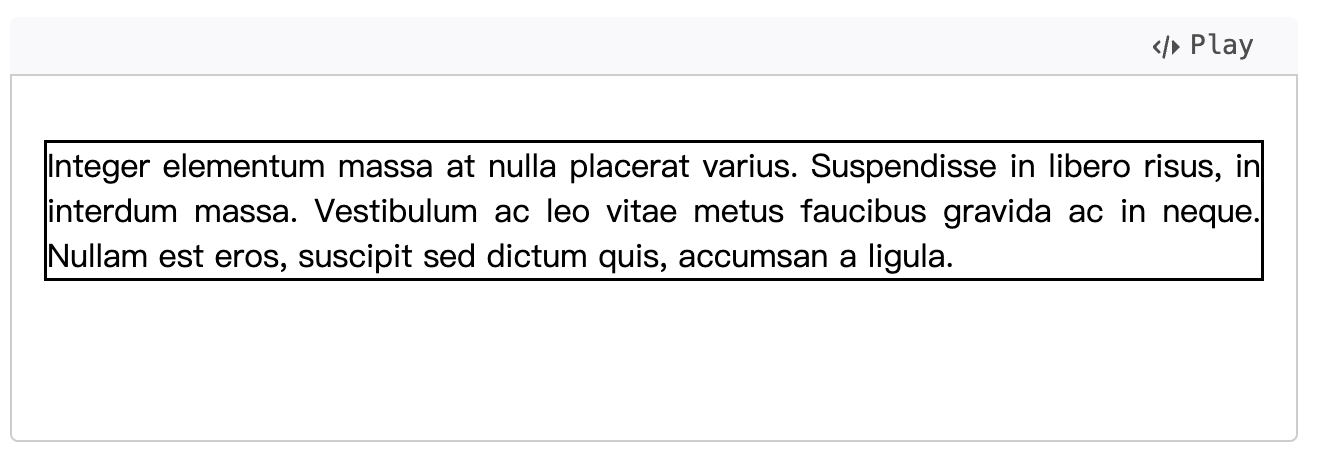 Play
Integer elementum massa at nulla placerat varius. Suspendisse in libero risus, in
interdum massa. Vestibulum ac leo vitae metus faucibus gravida ac in neque.
Nullam est eros, suscipit sed dictum quis, accumsan a ligula.